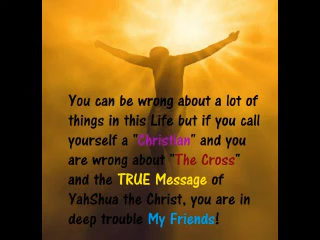 You can be wrong about a lot of
things in this Life but if you call
yourself a "Christian" and you
are wrong about "The Cross"
and the TRUE Message of
YahShua the Christ, you are in
deep trouble My Friends!